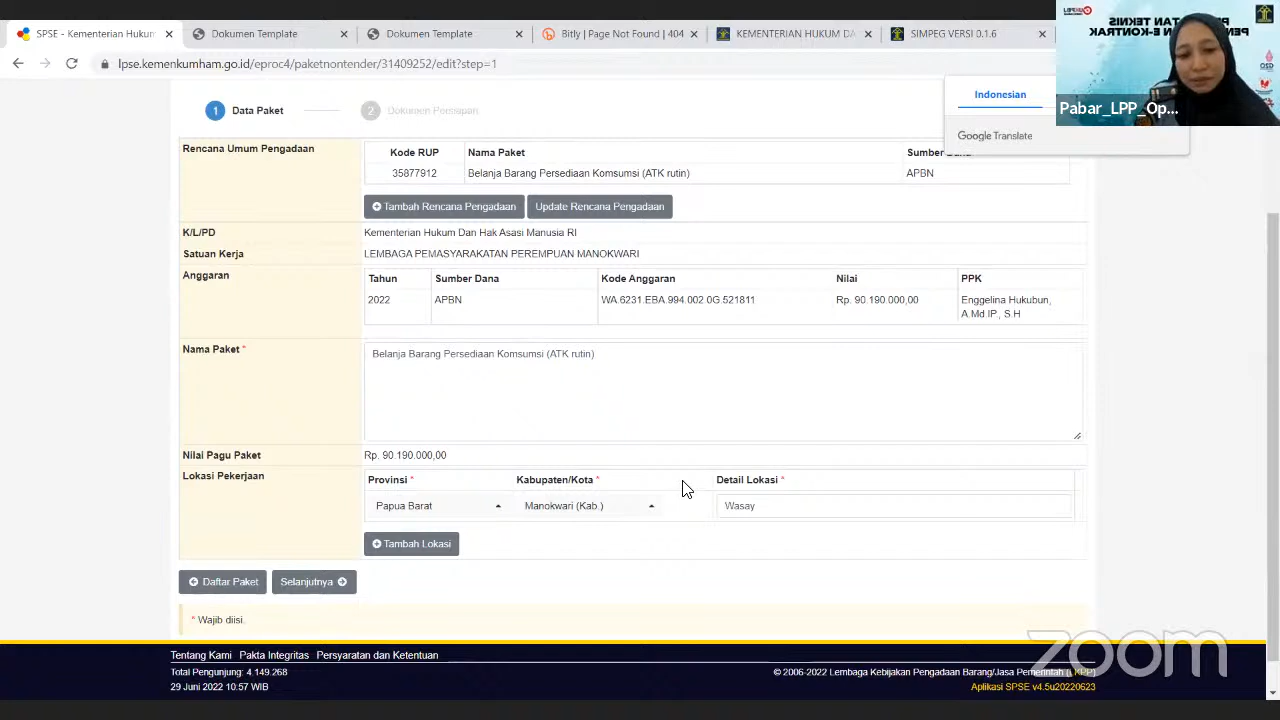 SPSE - Kementerian Hukum
Dokumen Template
Dokumen Template
Bitly | Page Not Found | 404
KEMENTERIAN HUKUM DA
SIMPEG VERSI 0.1.6
lpse.kemenkumham.go.id/eproc4/paketnontender/31409252/edit?step=1
Indonesian
Google Translate
PENGGUNAAN E-KONTRAK
Pabar_LPP_Op...
1 Data Paket
2 Dokumen Persiapan
Rencana Umum Pengadaan
Kode RUP Nama Paket Sumber Dana
35877912 Belanja Barang Persediaan Komsumsi (ATK rutin) APBN
Tambah Rencana Pengadaan Update Rencana Pengadaan
K/L/PD Kementerian Hukum Dan Hak Asasi Manusia RI
Satuan Kerja LEMBAGA PEMASYARAKATAN PEREMPUAN MANOKWARI
Anggaran
Tahun Sumber Dana Kode Anggaran Nilai PPK
2022 APBN WA.6231.EBA.994.002.0G.521811 Rp. 90.190.000,00 Enggelina Hukubun,
A.Md.IP., S.H
Nama Paket *
Belanja Barang Persediaan Komsumsi (ATK rutin)
Nilai Pagu Paket Rp. 90.190.000,00
Lokasi Pekerjaan
Provinsi * Kabupaten/Kota * Detail Lokasi *
Papua Barat Manokwari (Kab.) Wasay
Tambah Lokasi
Daftar Paket Selanjutnya
* Wajib diisi.
Tentang Kami Pakta Integritas Persyaratan dan Ketentuan
Total Pengunjung: 4.149.268
29 Juni 2022 10:57 WIB
© 2006-2022 Lembaga Kebijakan Pengadaan Barang/Jasa Pemerintah (LKPP)
Aplikasi SPSE v4.5u20220623
zoom